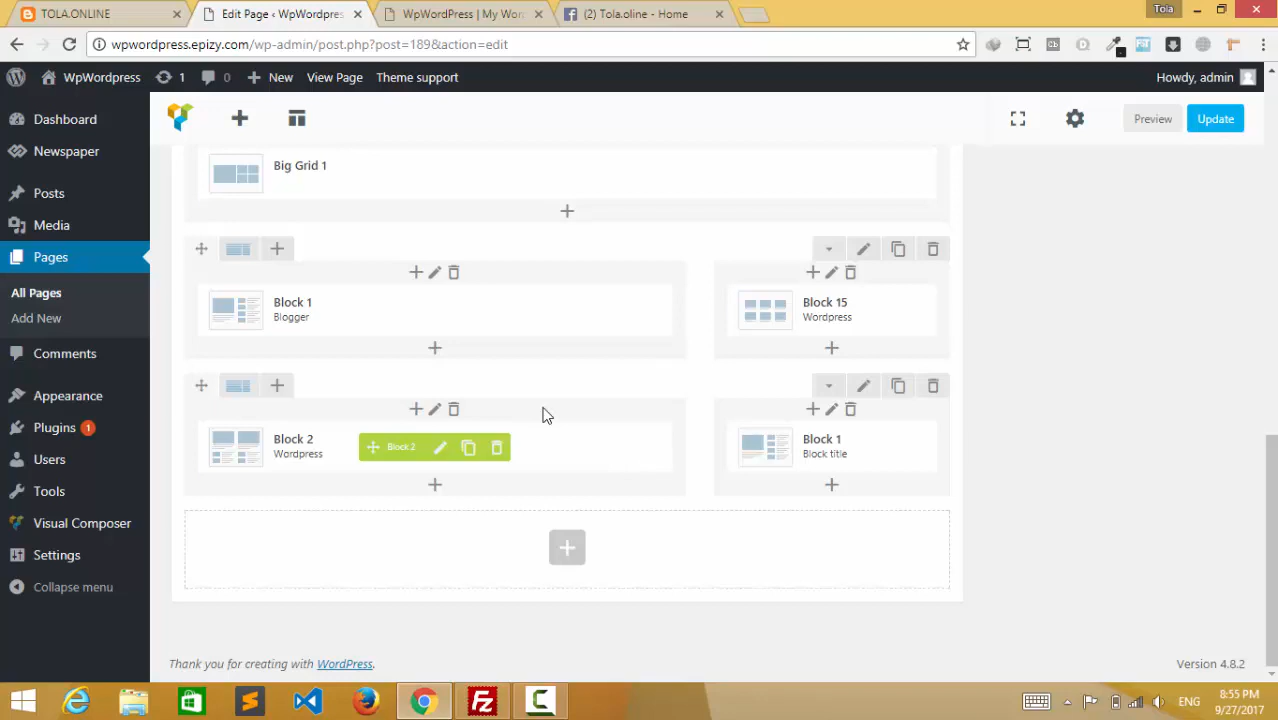 TOLA.ONLINE
Edit Page ‹ WpWordpres
WpWordPress | My Wor
(2) Tola.oline - Home
Tola
wpwordpress.epizy.com/wp-admin/post.php?post=189&action=edit
WpWordpress
1
0
New
View Page
Theme support
Howdy, admin
Dashboard
Newspaper
Posts
Media
Pages
All Pages
Add New
Comments
Appearance
Plugins 1
Users
Tools
Visual Composer
Settings
Collapse menu
Preview
Update
Big Grid 1
Block 1
Blogger
Block 15
Wordpress
Block 2
Wordpress
Block 2
Block 1
Block title
Thank you for creating with WordPress.
Version 4.8.2
ENG
8:55 PM
9/27/2017